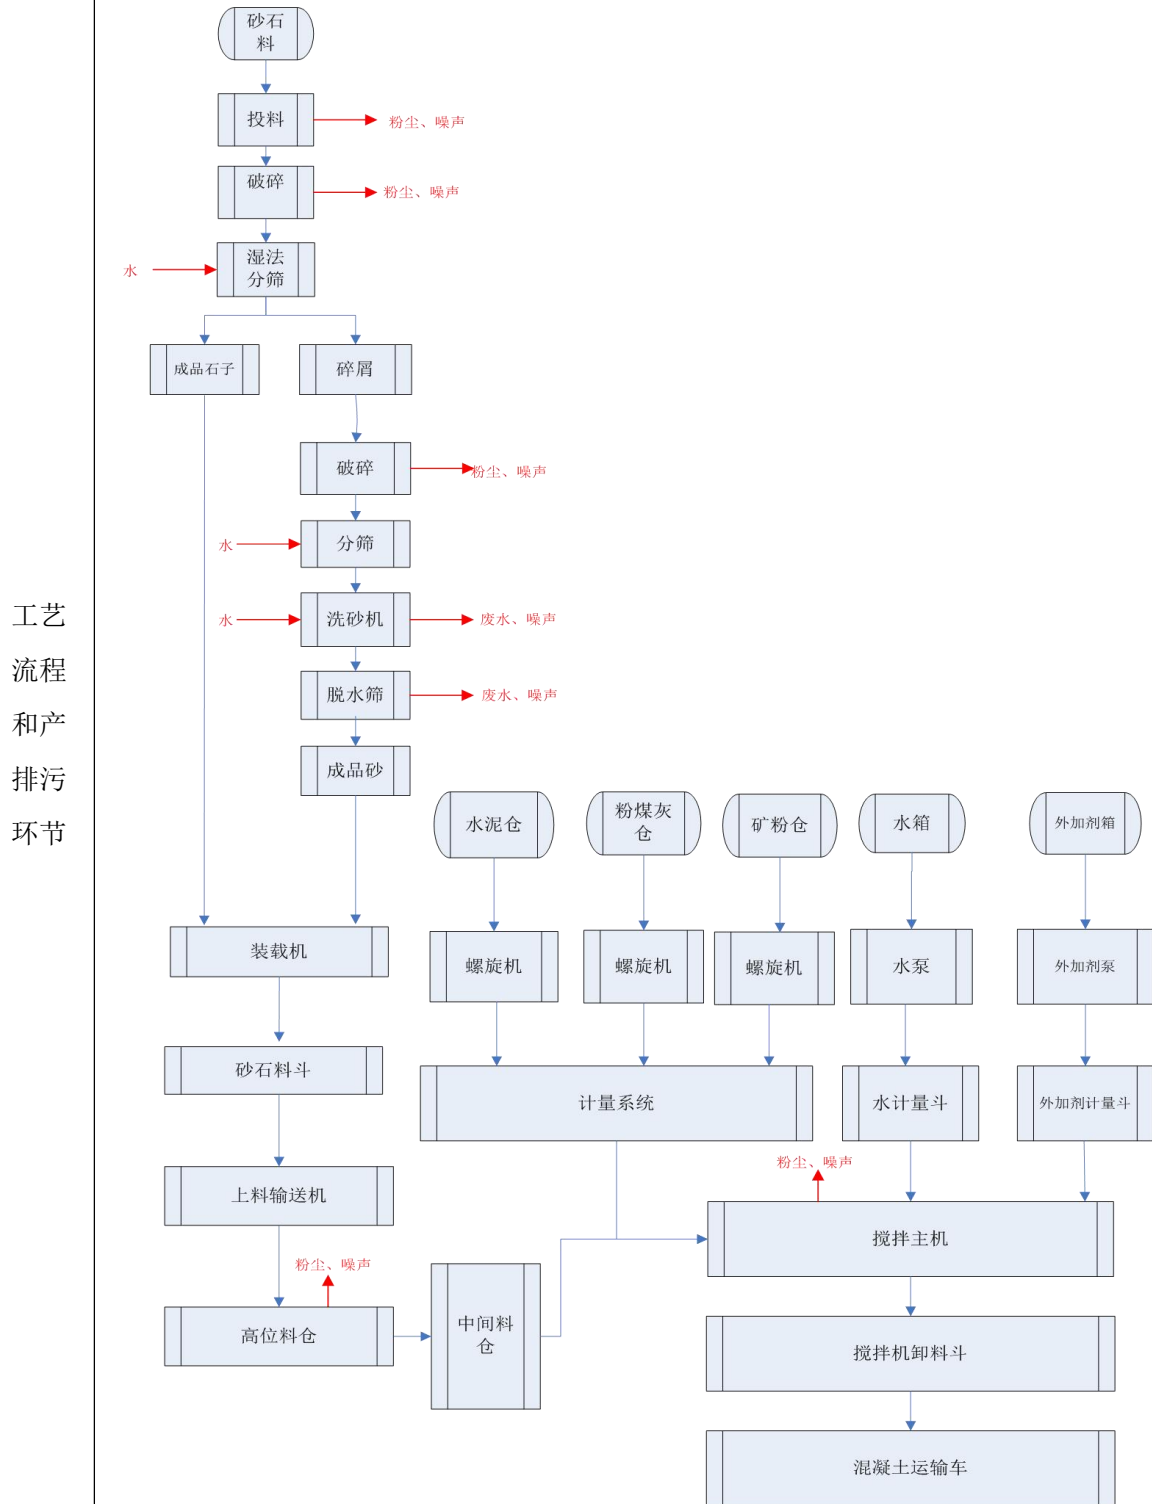 工艺
流程
和产
排污
环节
砂石
料
投料
粉尘、噪声
破碎
粉尘、噪声
湿法
分筛
水
成品石子
碎屑
破碎
粉尘、噪声
分筛
水
洗砂机
水
废水、噪声
脱水筛
废水、噪声
成品砂
水泥仓
粉煤灰
仓
矿粉仓
水箱
外加剂箱
装载机
螺旋机
螺旋机
螺旋机
水泵
外加剂泵
砂石料斗
计量系统
水计量斗
外加剂计量斗
上料输送机
粉尘、噪声
搅拌主机
粉尘、噪声
高位料仓
中间料
仓
搅拌机卸料斗
混凝土运输车